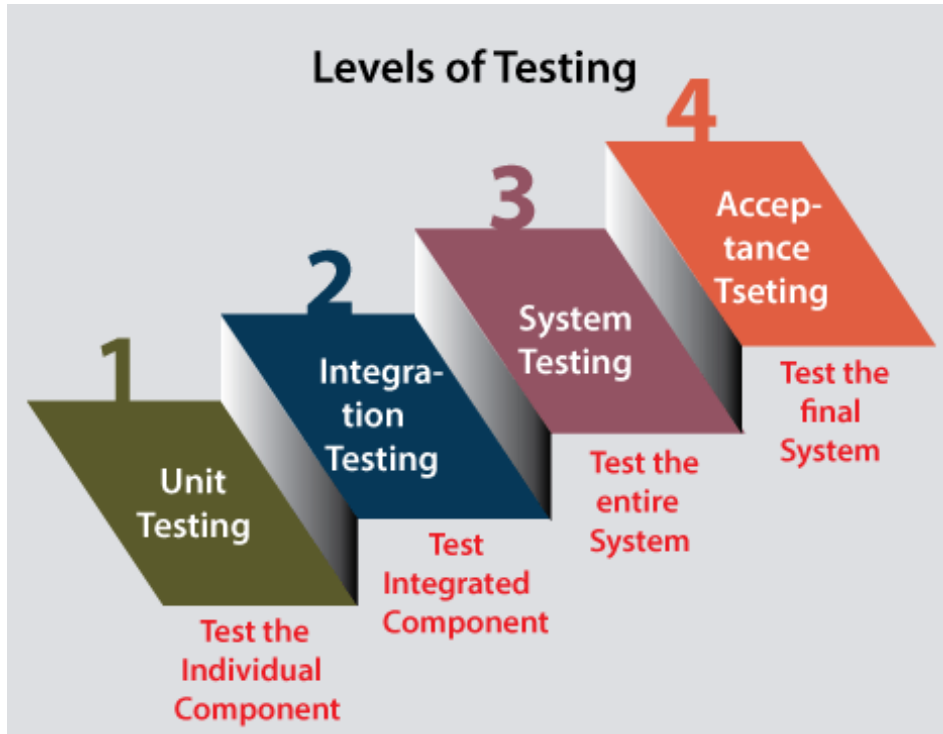 Levels of Testing
1
Unit
Testing
Test the
Individual
Component
2
Integra-
tion
Testing
Test
Integrated
Component
3
System
Testing
Test the
entire
System
4
Accep-
tance
Tseting
Test the
final
System